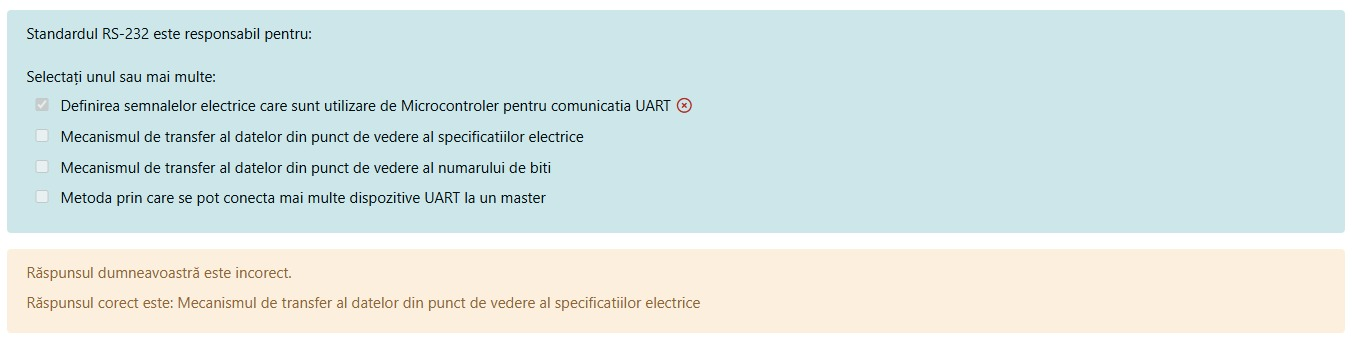 Standardul RS-232 este responsabil pentru:
Selectați unul sau mai multe:
Definirea semnalelor electrice care sunt utilizare de Microcontroler pentru comunicatia UART
Mecanismul de transfer al datelor din punct de vedere al specificatiilor electrice
Mecanismul de transfer al datelor din punct de vedere al numarului de biti
Metoda prin care se pot conecta mai multe dispozitive UART la un master
Răspunsul dumneavoastră este incorect.
Răspunsul corect este: Mecanismul de transfer al datelor din punct de vedere al specificatiilor electrice